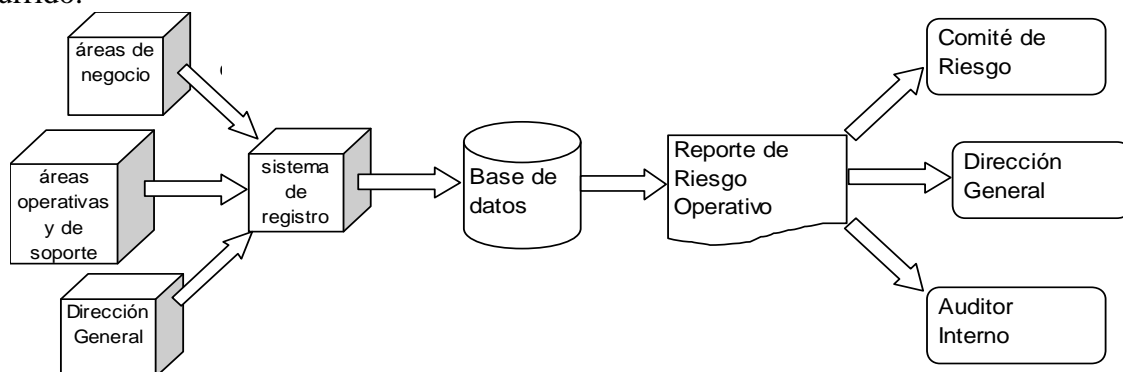 áreas de
negocio
áreas
operativas
y de
soporte
Dirección
General
sistema
de
registro
Base de
datos
Reporte de
Riesgo
Operativo
Comité de
Riesgo
Dirección
General
Auditor
Interno